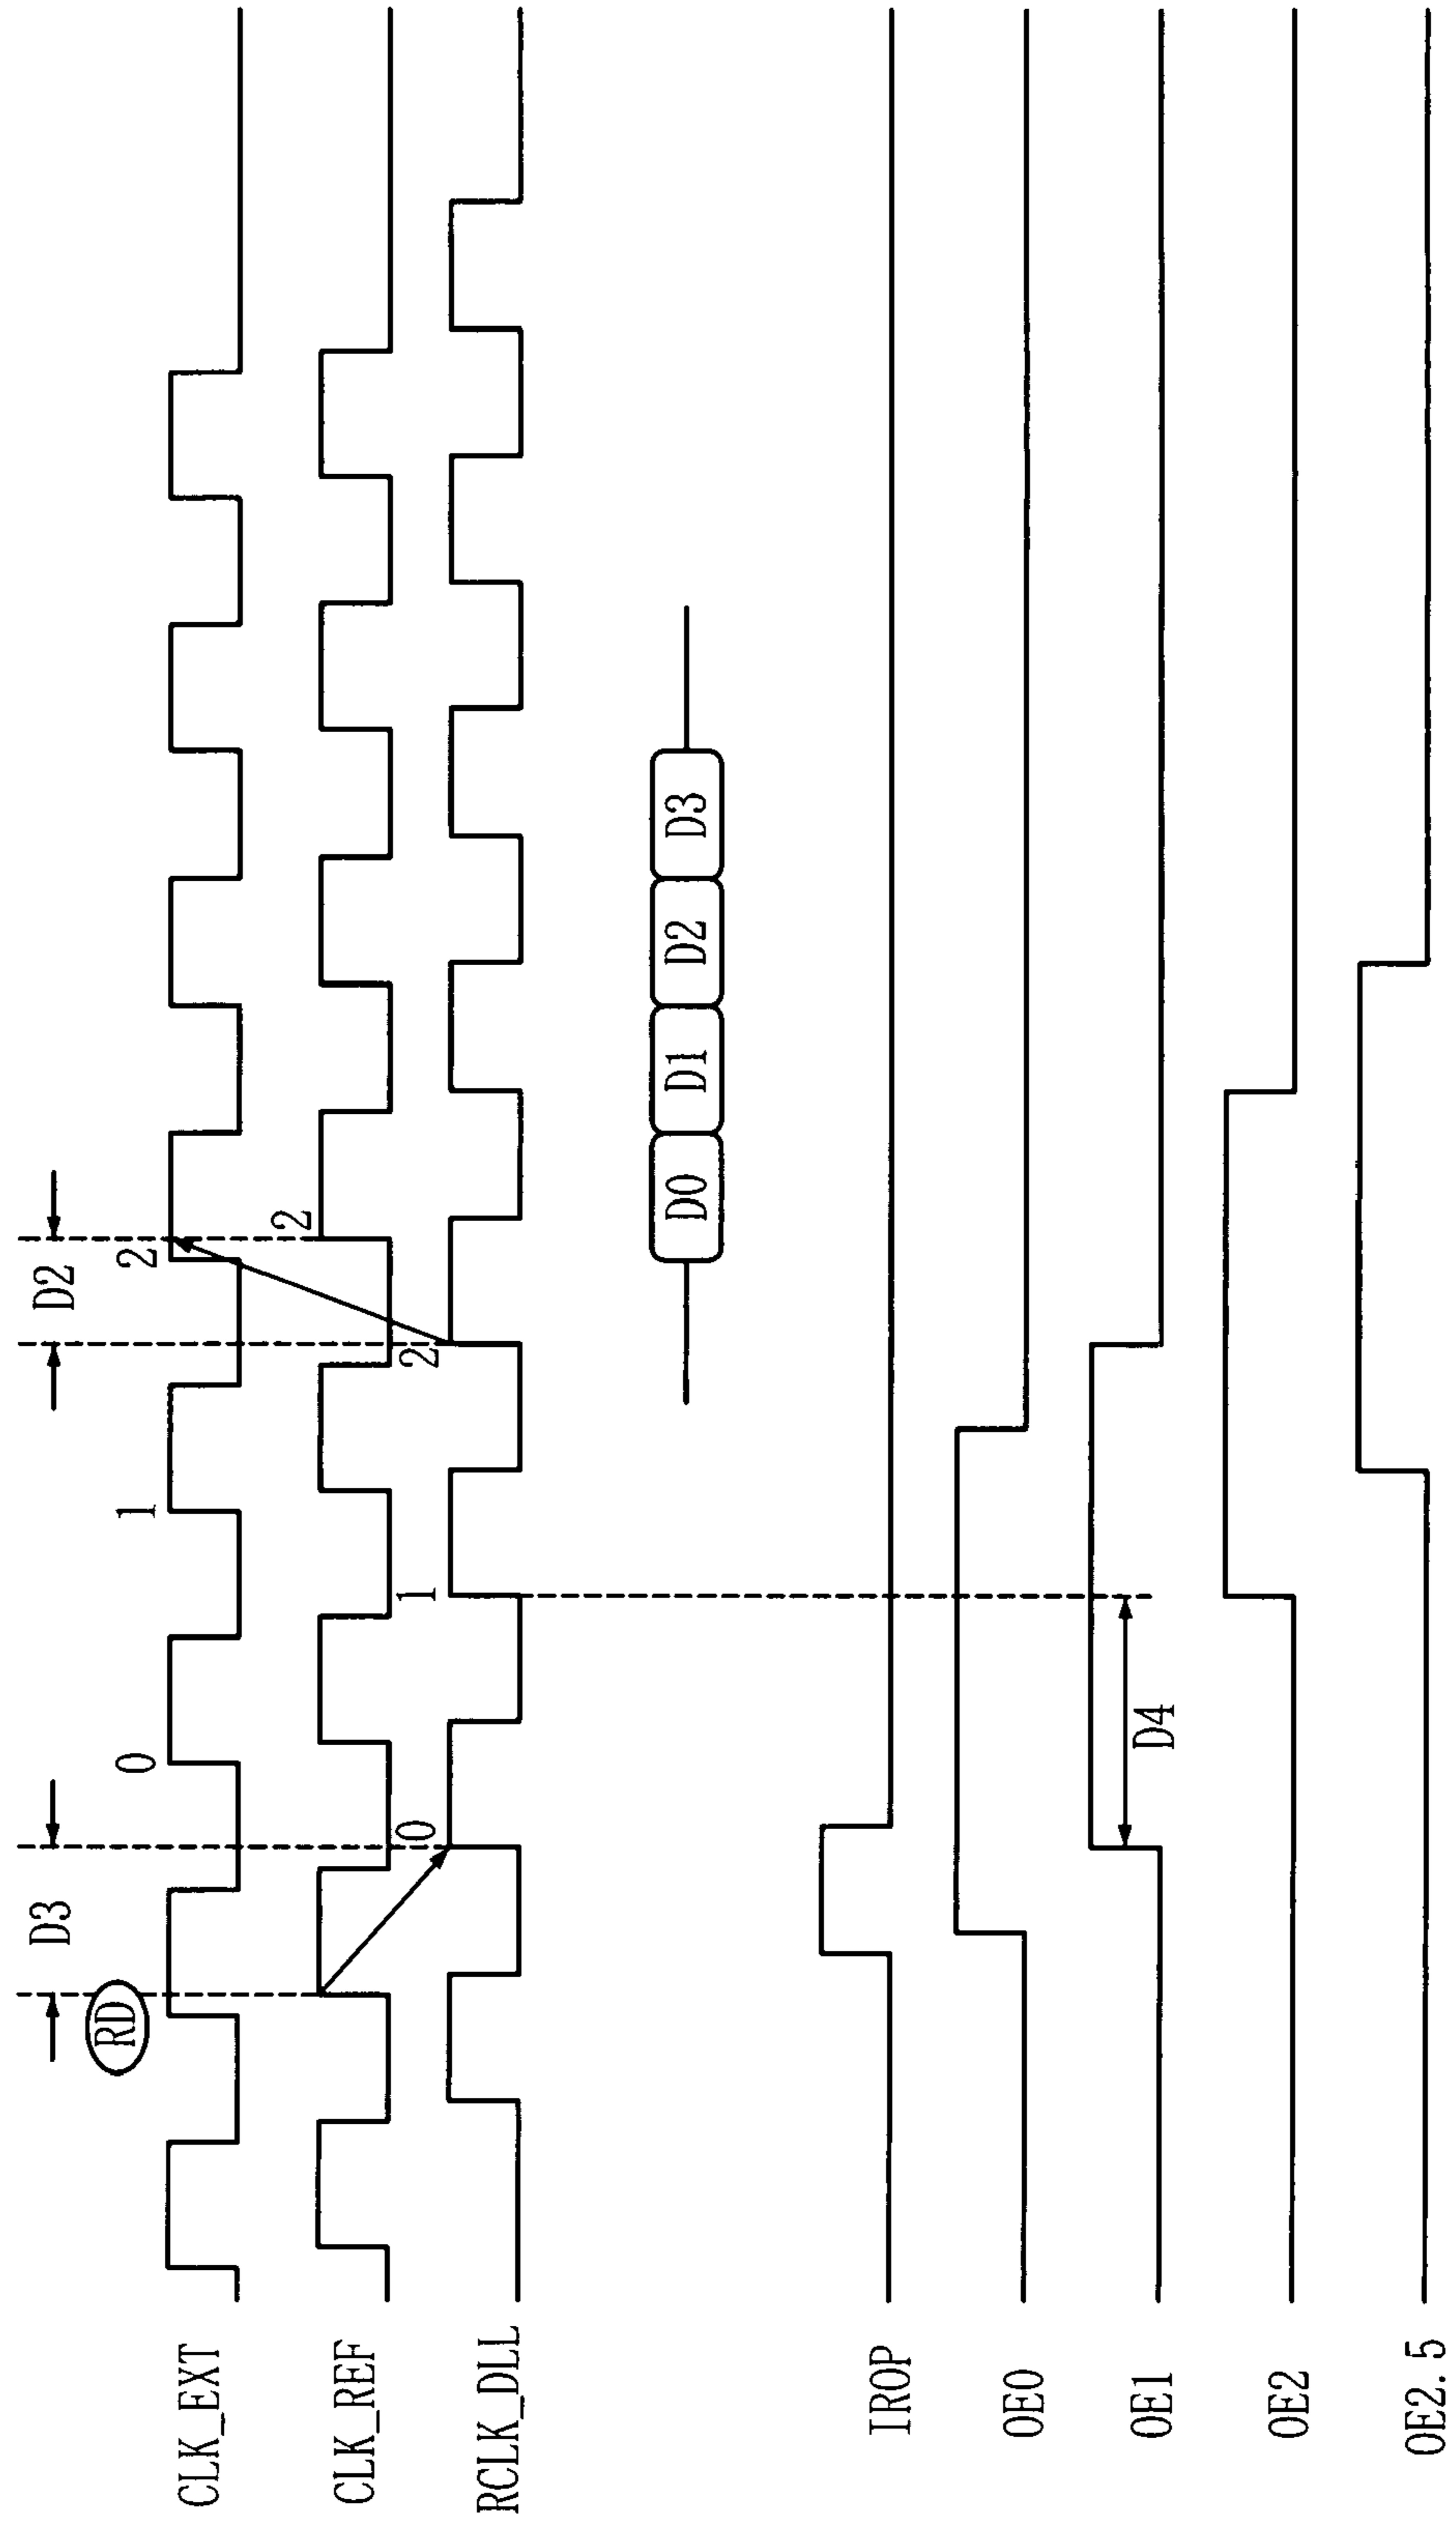 D3
D2
RD
0
1
2
CLK_EXT
2
CLK_REF
0
1
2
RCLK_DLL
D0
D1
D2
D3
IROP
OE0
OE1
D4
OE2
OE2.5